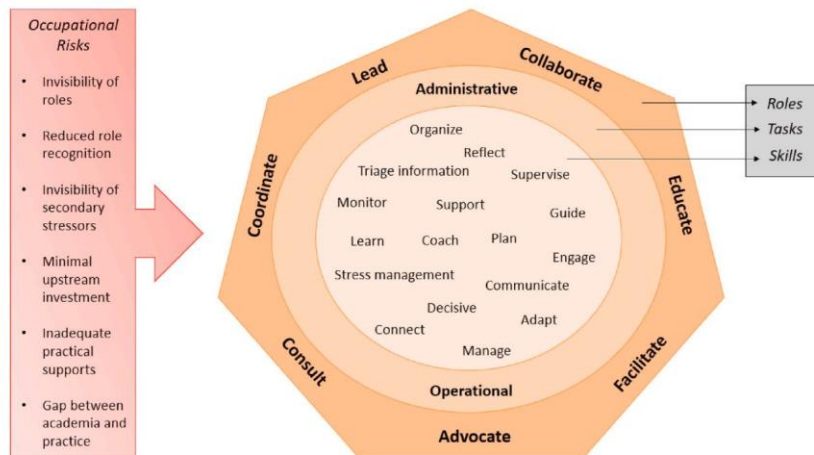 Occupational
Risks
• Invisibility of
roles
• Reduced role
recognition
• Invisibility of
secondary
stressors
• Minimal
upstream
investment
• Inadequate
practical
supports
• Gap between
academia and
practice
Lead
Collaborate
Coordinate
Educate
Consult
Facilitate
Advocate
Administrative
Operational
Organize
Reflect
Triage information
Supervise
Monitor
Support
Guide
Learn
Coach
Plan
Engage
Stress management
Communicate
Decisive
Adapt
Connect
Manage
Roles
Tasks
Skills